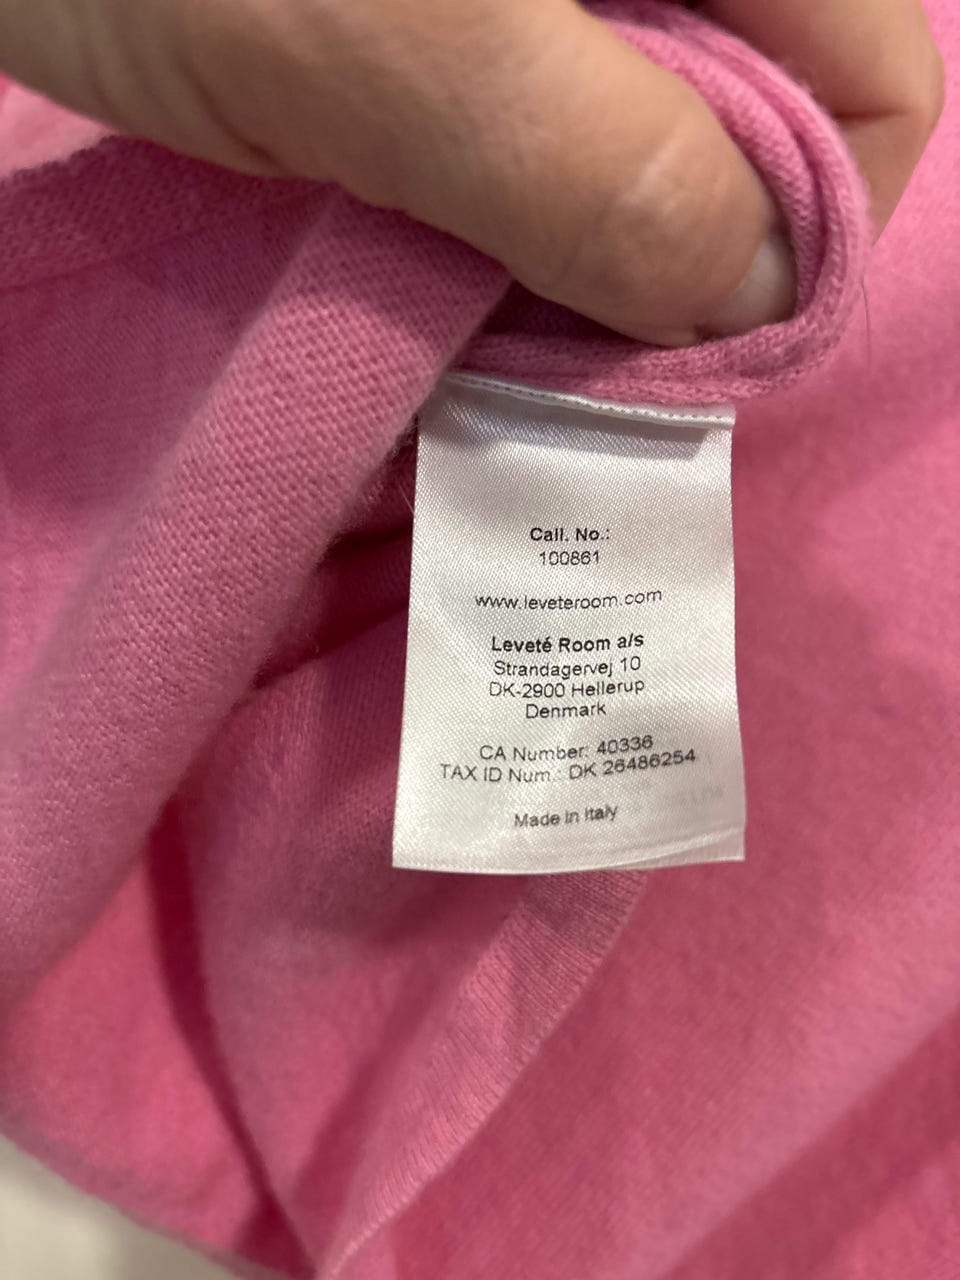 Call. No.:
100861
www.leveteroom.com
Leveté Room a/s
Strandagervej 10
DK-2900 Hellerup
Denmark
CA Number: 40336
TAX ID Num.: DK 26486254
Made in Italy